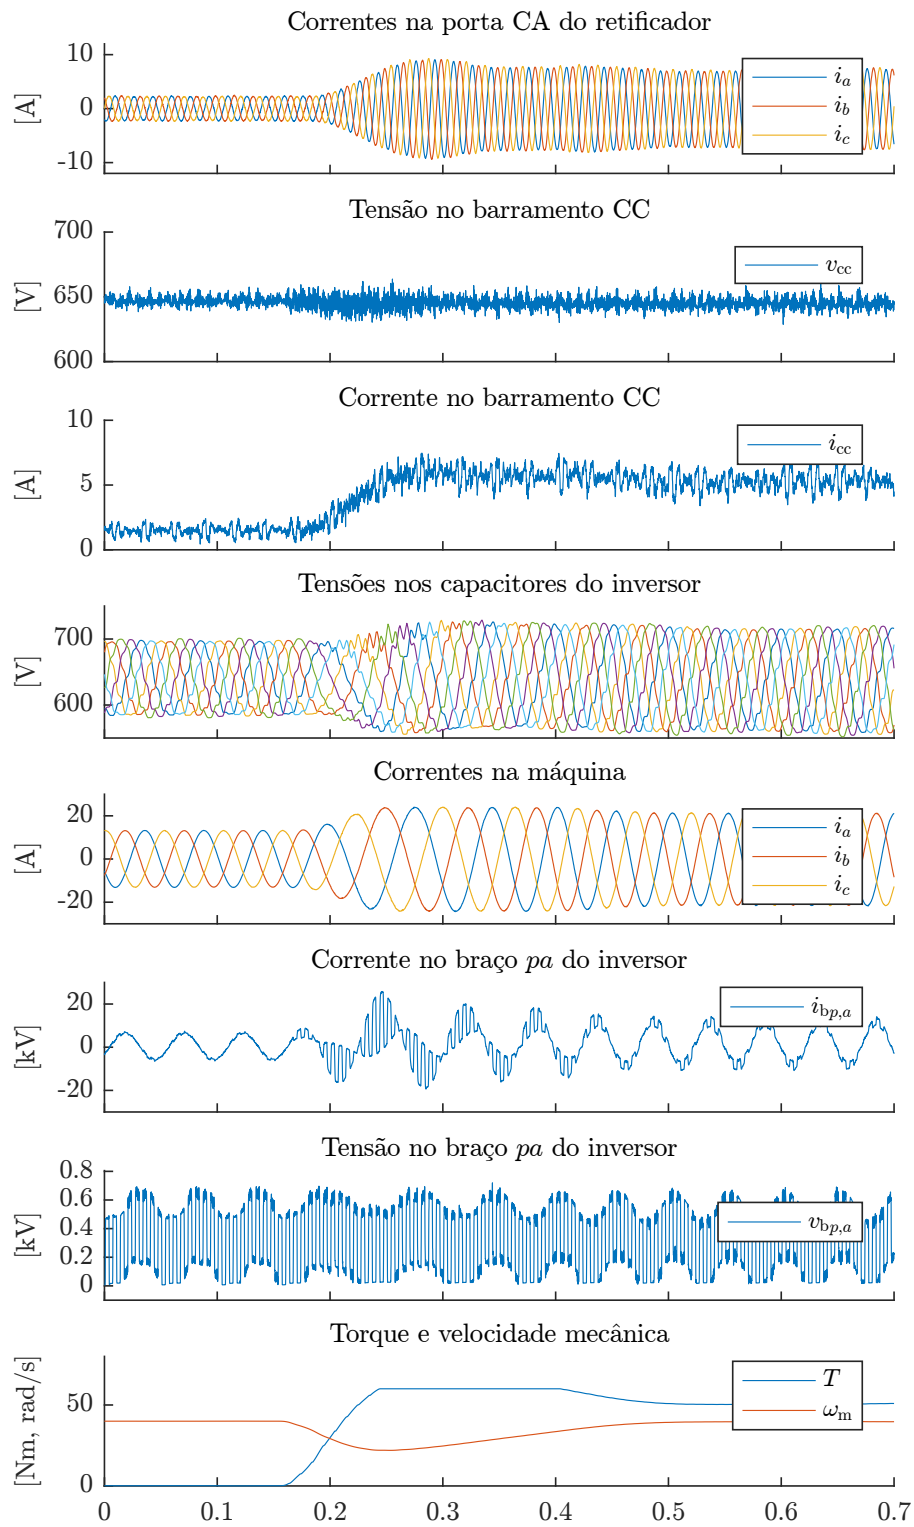 Correntes na porta CA do retificador
10
0
-10
[A]
i_a
i_b
i_c
Tensão no barramento CC
700
650
600
[V]
v_cc
Corrente no barramento CC
10
5
0
[A]
i_cc
Tensões nos capacitores do inversor
700
600
[V]
Correntes na máquina
20
0
-20
[A]
i_a
i_b
i_c
Corrente no braço pa do inversor
20
0
-20
[kV]
i_bp,a
Tensão no braço pa do inversor
0.8
0.6
0.4
0.2
0
[kV]
v_bp,a
Torque e velocidade mecânica
50
0
[Nm, rad/s]
T
ω_m
0 0.1 0.2 0.3 0.4 0.5 0.6 0.7